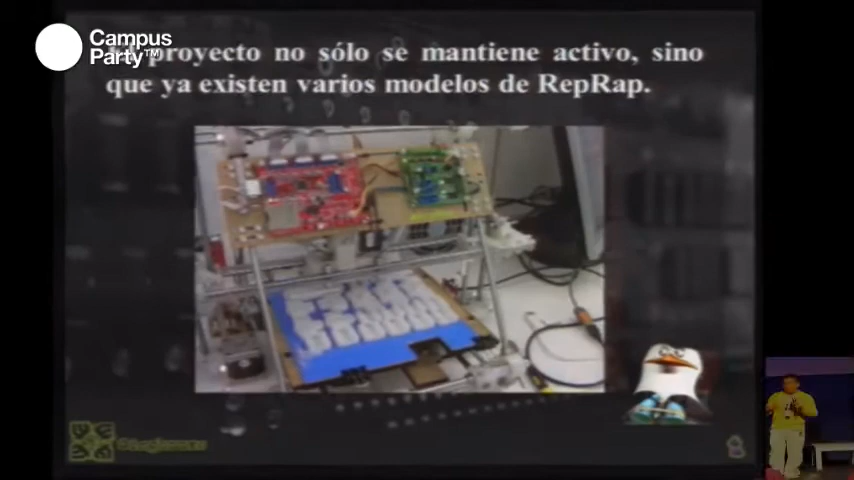 Campus
Party™
proyecto no sólo se mantiene activo, sino
que ya existen varios modelos de RepRap.